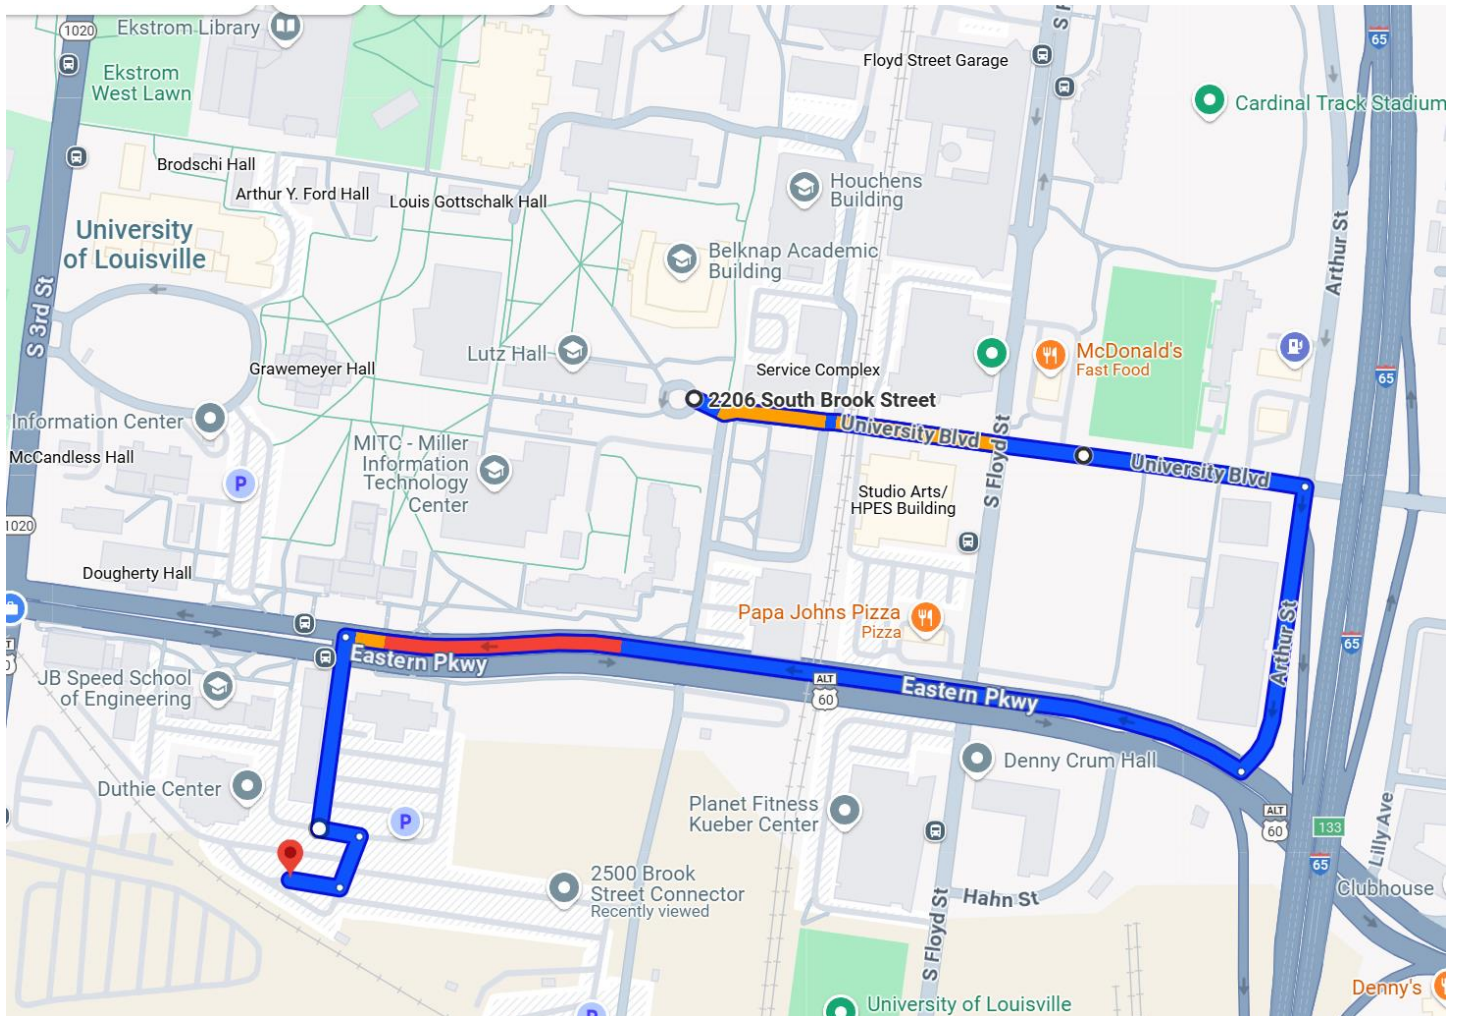 1020
Ekstrom Library
Ekstrom
West Lawn
Floyd Street Garage
65
Cardinal Track Stadium
Brodschi Hall
Arthur Y. Ford Hall
Louis Gottschalk Hall
Houchens
Building
University
of Louisville
Belknap Academic
Building
Arthur St
S 3rd St
Lutz Hall
Grawemeyer Hall
Service Complex
McDonald's
Fast Food
65
2206 South Brook Street
Information Center
University Blvd
S Floyd St
University Blvd
McCandless Hall
MITC - Miller
Information
Technology
Center
P
Studio Arts/
HPES Building
1020
Dougherty Hall
Papa Johns Pizza
Pizza
Arthur St
Eastern Pkwy
65
JB Speed School
of Engineering
ALT
60
Eastern Pkwy
Denny Crum Hall
Duthie Center
P
Planet Fitness
Kueber Center
ALT
60
133
Lilly Ave
65
2500 Brook
Street Connector
Recently viewed
Hahn St
Clubhouse
S Floyd St
Denny's
University of Louisville
P